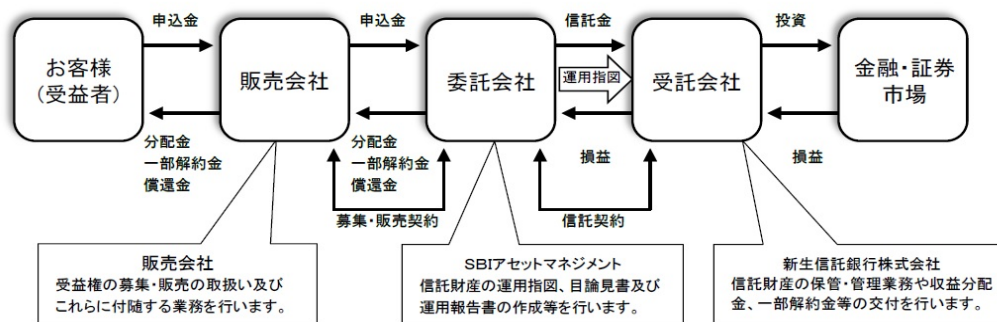 申込金
申込金
信託金
投資
お客様
(受益者)
販売会社
委託会社
運用指図
受託会社
金融・証券
市場
分配金
一部解約金
償還金
分配金
一部解約金
償還金
損益
損益
募集・販売契約
信託契約
販売会社
受益権の募集・販売の取扱い及び
これらに付随する業務を行います。
SBIアセットマネジメント
信託財産の運用指図、目論見書及び
運用報告書の作成等を行います。
新生信託銀行株式会社
信託財産の保管・管理業務や収益分配
金、一部解約金等の交付を行います。